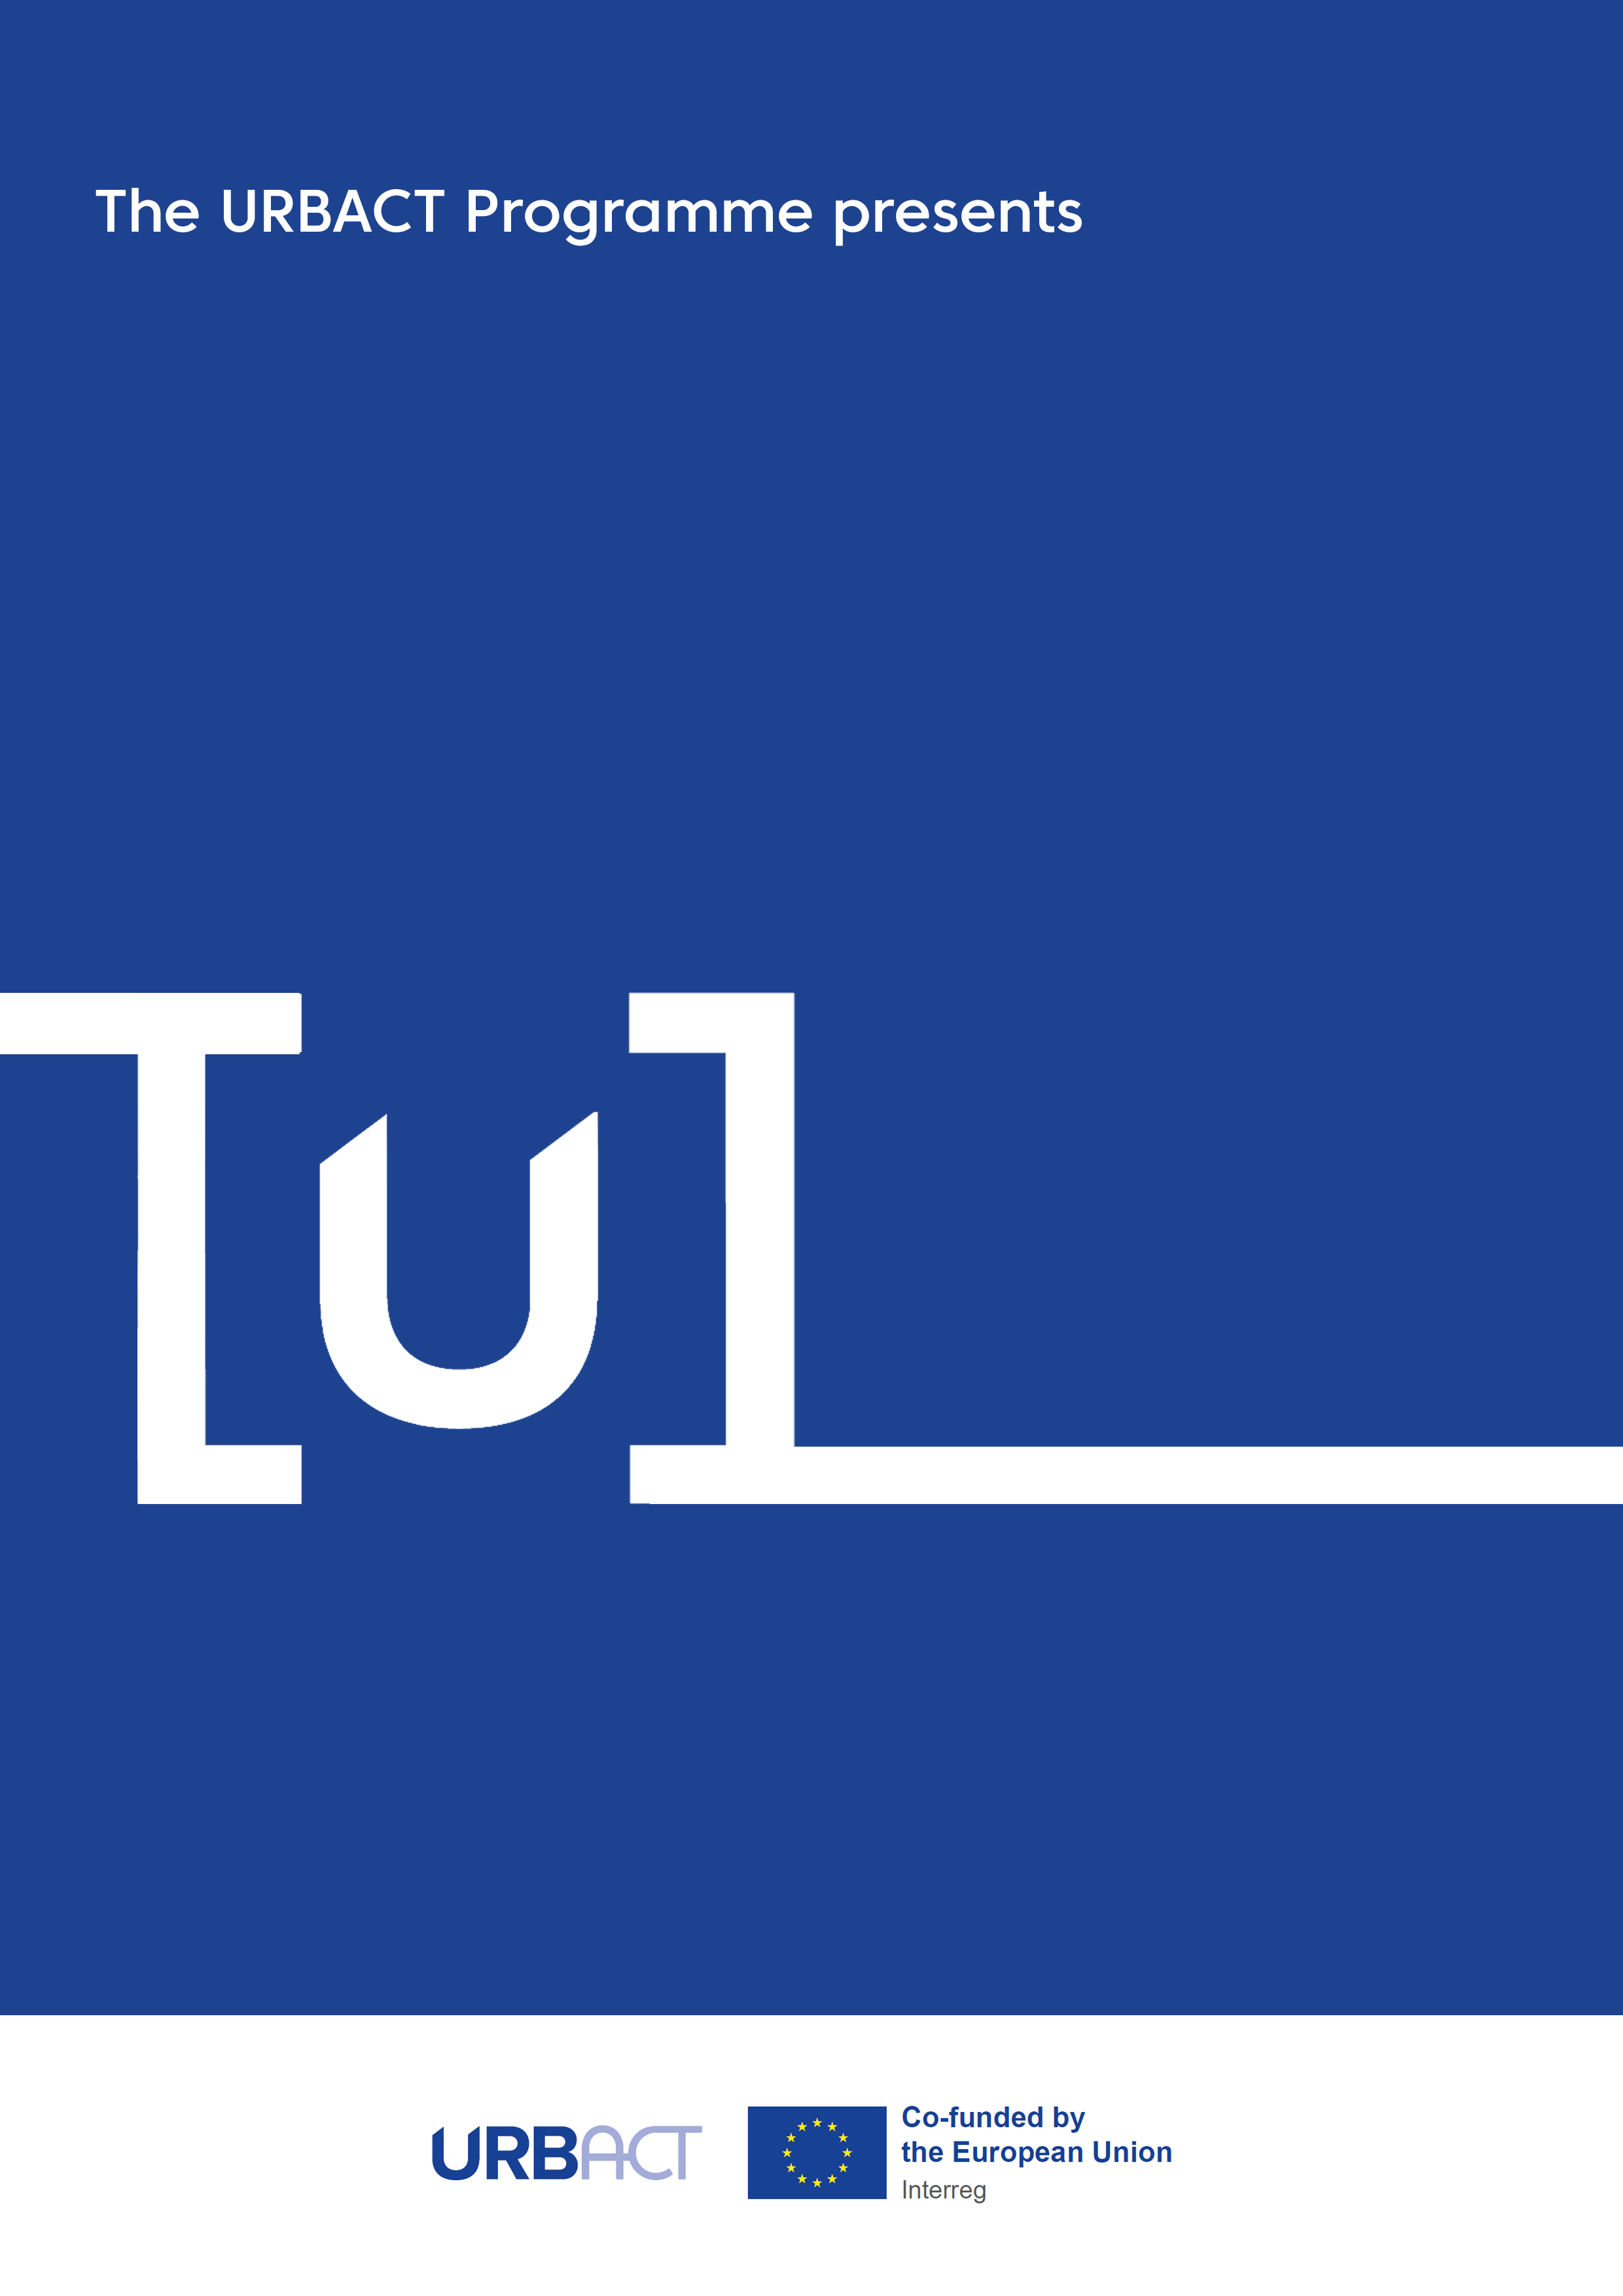 The URBACT Programme presents
[u]
URBACT
Co-funded by
the European Union
Interreg